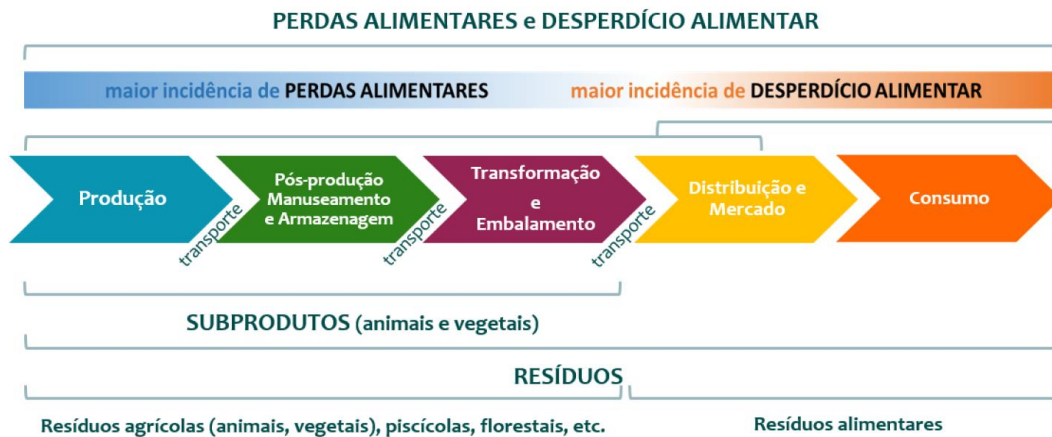 PERDAS ALIMENTARES e DESPERDÍCIO ALIMENTAR
maior incidência de PERDAS ALIMENTARES
maior incidência de DESPERDÍCIO ALIMENTAR
Produção
transporte
Pós-produção
Manuseamento
e Armazenagem
transporte
Transformação
e
Embalamento
transporte
Distribuição e
Mercado
Consumo
SUBPRODUTOS (animais e vegetais)
RESÍDUOS
Resíduos agrícolas (animais, vegetais), piscícolas, florestais, etc.
Resíduos alimentares